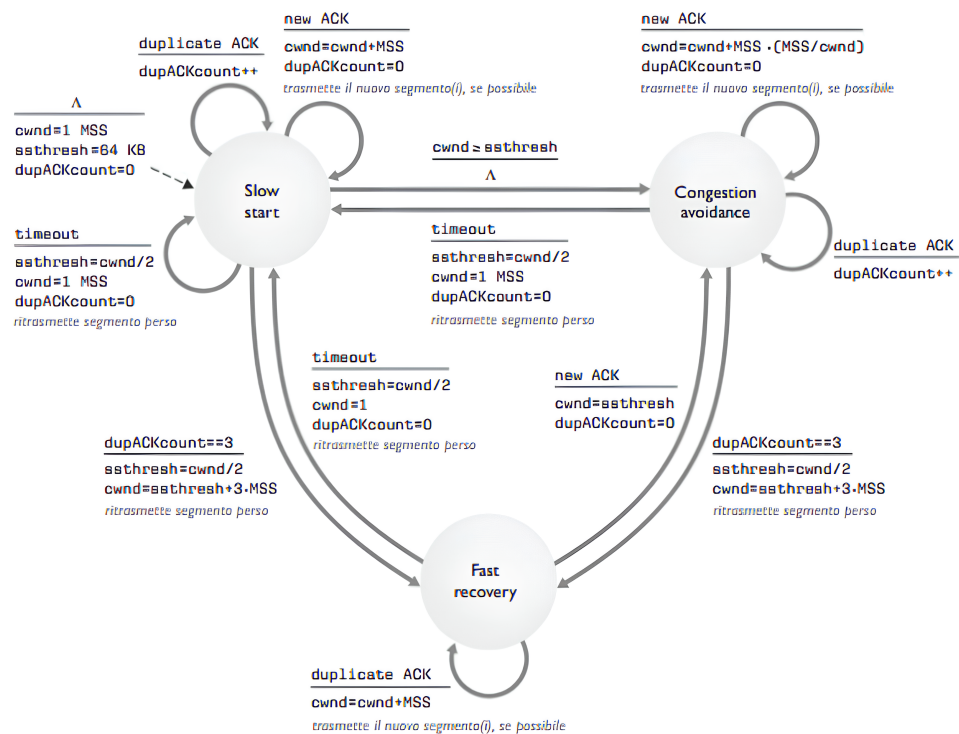 duplicate ACK
dupACKcount++
new ACK
cwnd=cwnd+MSS
dupACKcount=0
trasmette il nuovo segmento(i), se possibile
new ACK
cwnd=cwnd+MSS ·(MSS/cwnd)
dupACKcount=0
trasmette il nuovo segmento(i), se possibile
Λ
cwnd=1 MSS
ssthresh=64 KB
dupACKcount=0
Slow
start
cwnd≥ssthresh
Λ
Congestion
avoidance
timeout
ssthresh=cwnd/2
cwnd=1 MSS
dupACKcount=0
ritrasmette segmento perso
timeout
ssthresh=cwnd/2
cwnd=1 MSS
dupACKcount=0
ritrasmette segmento perso
duplicate ACK
dupACKcount++
timeout
ssthresh=cwnd/2
cwnd=1
dupACKcount=0
ritrasmette segmento perso
new ACK
cwnd=ssthresh
dupACKcount=0
dupACKcount==3
ssthresh=cwnd/2
cwnd=ssthresh+3·MSS
ritrasmette segmento perso
dupACKcount==3
ssthresh=cwnd/2
cwnd=ssthresh+3·MSS
ritrasmette segmento perso
Fast
recovery
duplicate ACK
cwnd=cwnd+MSS
trasmette il nuovo segmento(i), se possibile